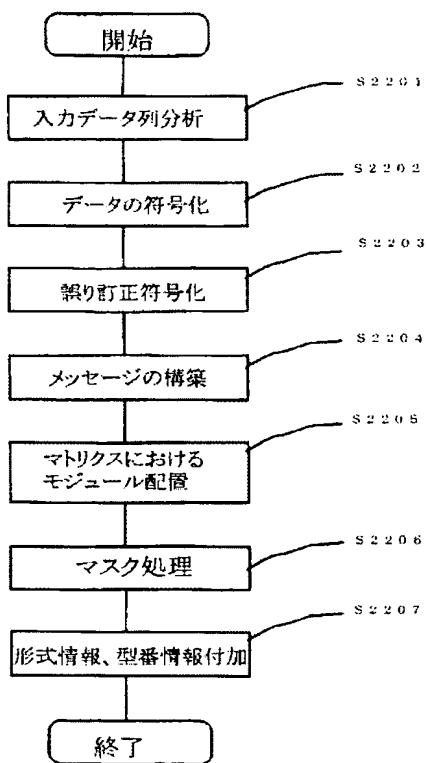 開始
S2201
入力データ列分析
S2202
データの符号化
S2203
誤り訂正符号化
S2204
メッセージの構築
S2205
マトリクスにおける
モジュール配置
S2206
マスク処理
S2207
形式情報、型番情報付加
終了